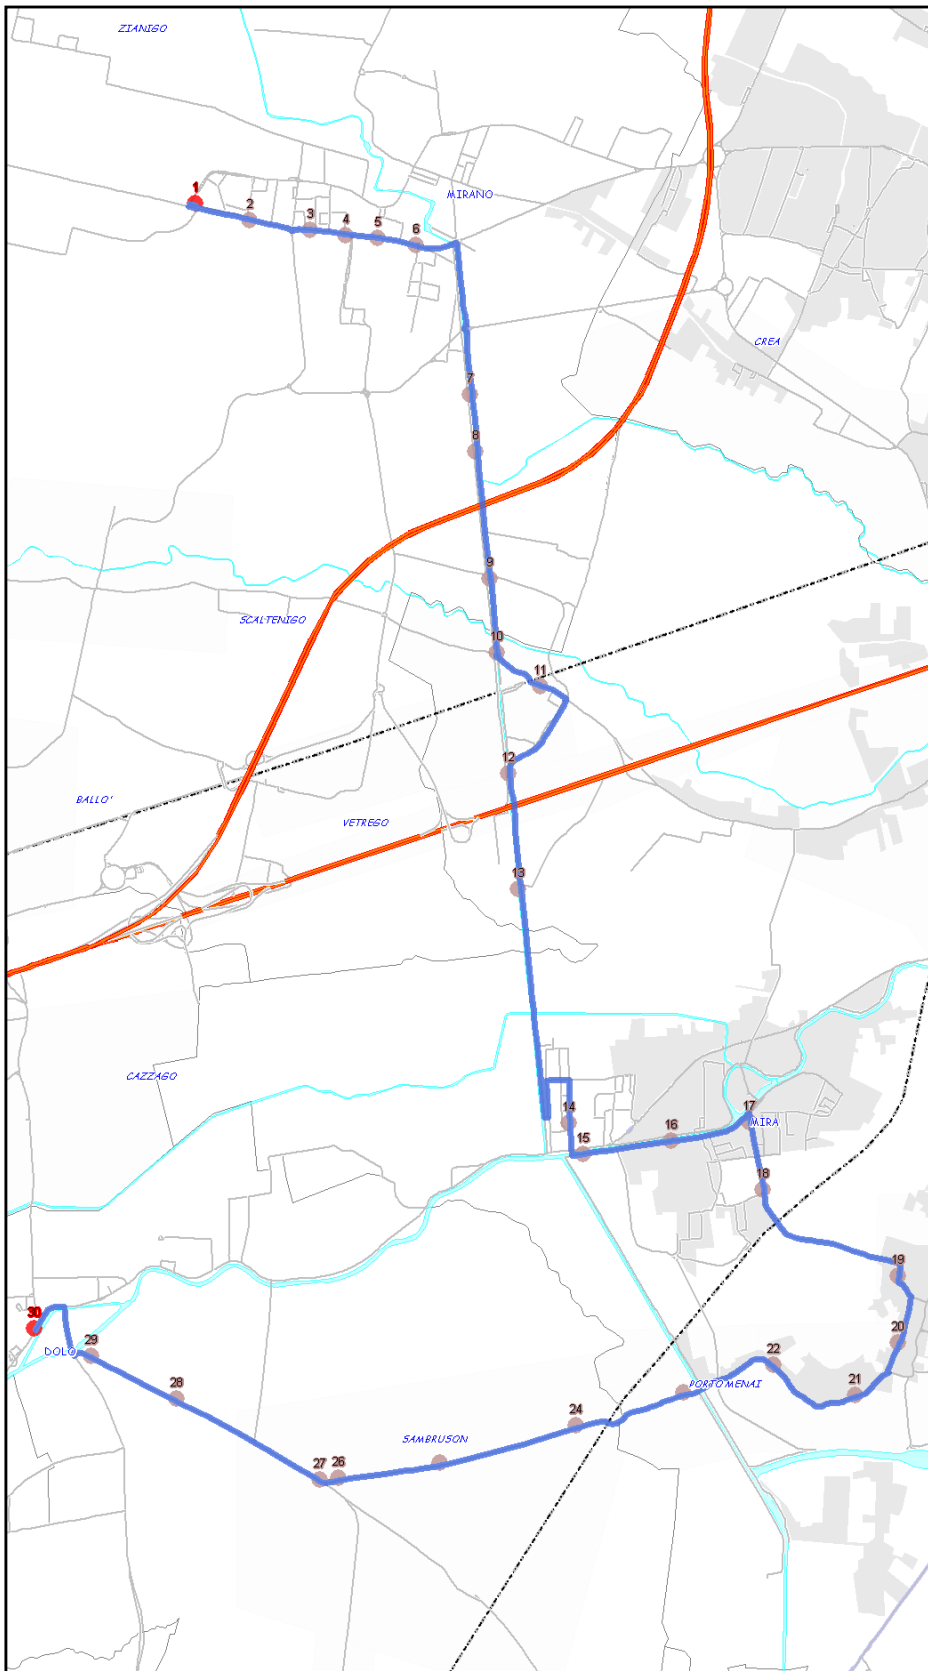 ZIANIGO
1
MIRANO
2
3
4
5
6
CREA
7
8
9
SCALTENIGO
10
11
12
BALLO'
VETREGO
13
CAZZAGO
14
17
MIRA
16
15
18
19
30
20
DOLO
29
22
PORTO MENAI
21
28
24
SAMBRUSON
27
26